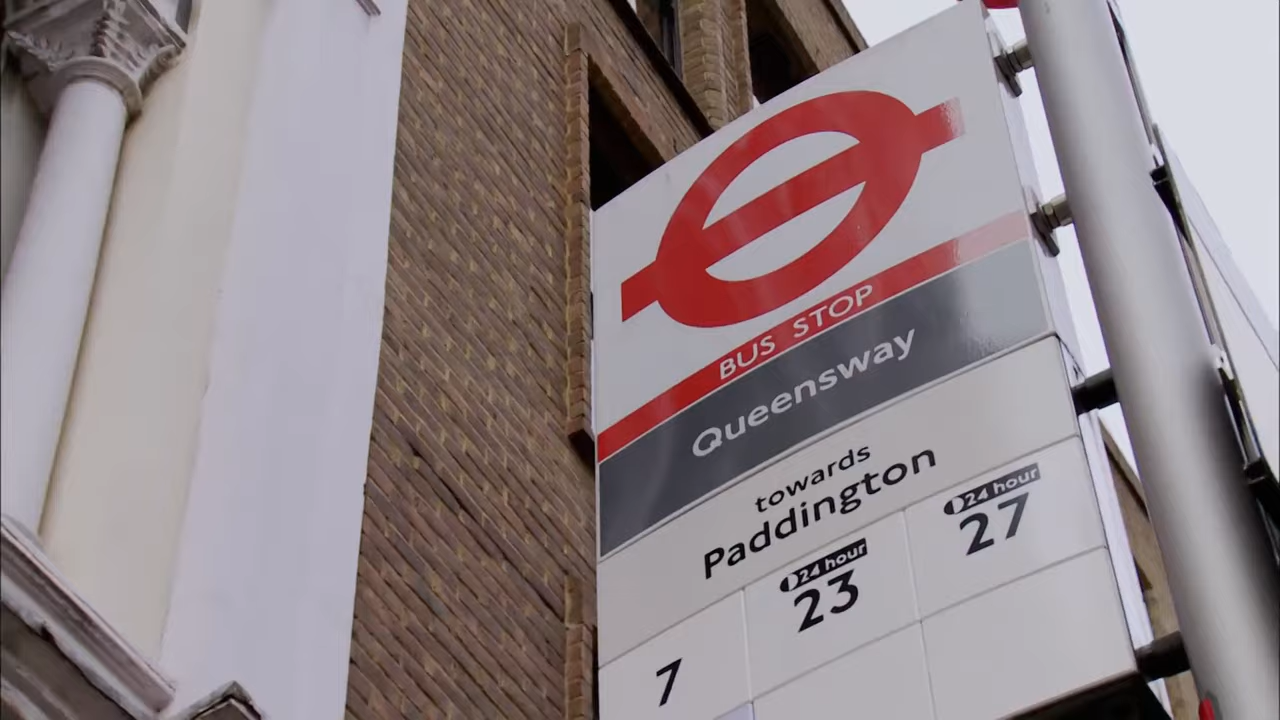 BUS STOP
Queensway
towards
Paddington
24 hour
27
24 hour
23
7